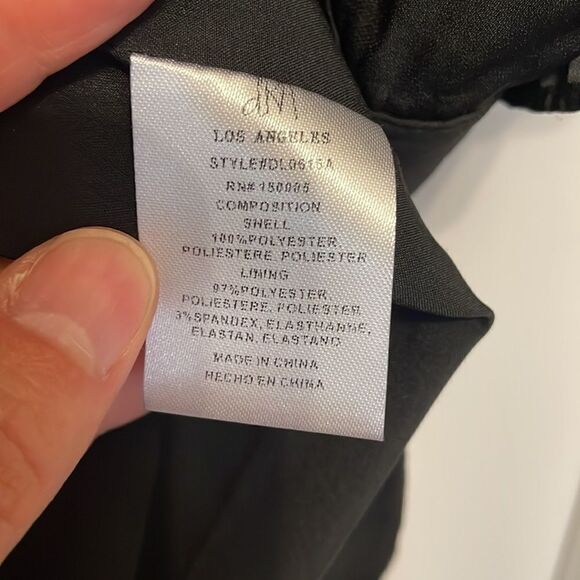 LOS ANGELES
STYLE#DL0615A
RN# 150005
COMPOSITION
SHELL
100%POLYESTER,
POLIESTERE, POLIESTER
LINING
97%POLYESTER
POLIESTERE, POLIESTER
3%SPANDEX, ELASTHANNE,
ELASTAN, ELASTANO
MADE IN CHINA
HECHO EN CHINA